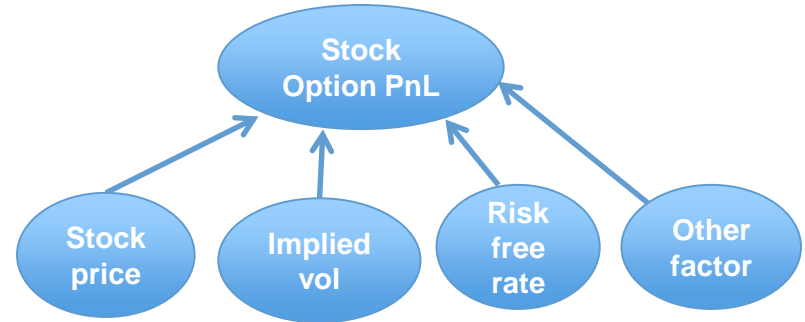 Stock
Option PnL
Stock
price
Implied
vol
Risk
free
rate
Other
factor